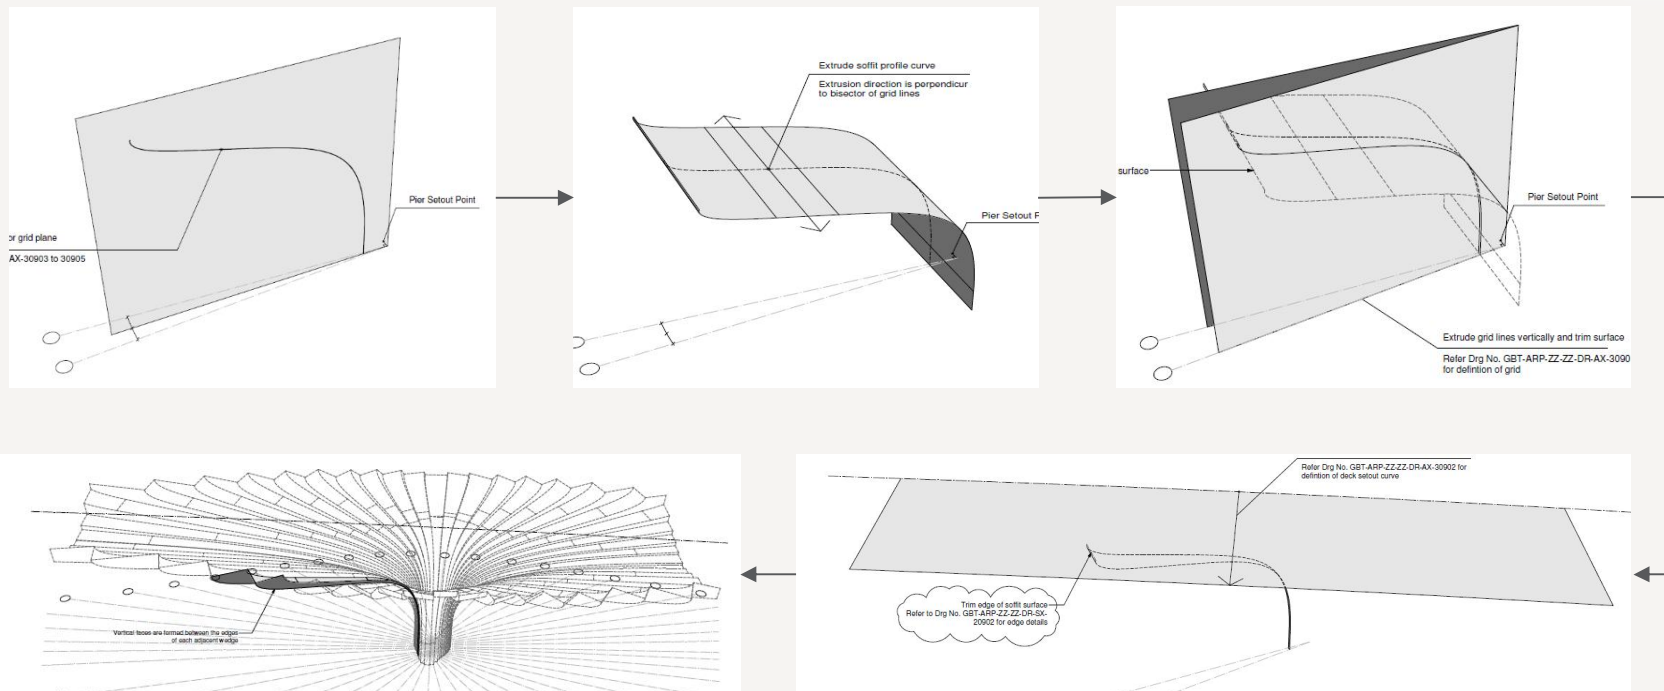 Pier Setout Point
or grid plane
AX-30903 to 30905
Extrude soffit profile curve
Extrusion direction is perpendicur
to bisector of grid lines
Pier Setout P
surface
Pier Setout Point
Extrude grid lines vertically and trim surface
Refer Drg No. GBT-ARP-ZZ-ZZ-DR-AX-3090
for defintion of grid
Vertical faces are formed between the edges
of each adjacent wedge
Refer Drg No. GBT-ARP-ZZ-ZZ-DR-AX-30902 for
defintion of deck setout curve
Trim edge of soffit surface
Refer to Drg No. GBT-ARP-ZZ-ZZ-DR-SX-
20902 for edge details